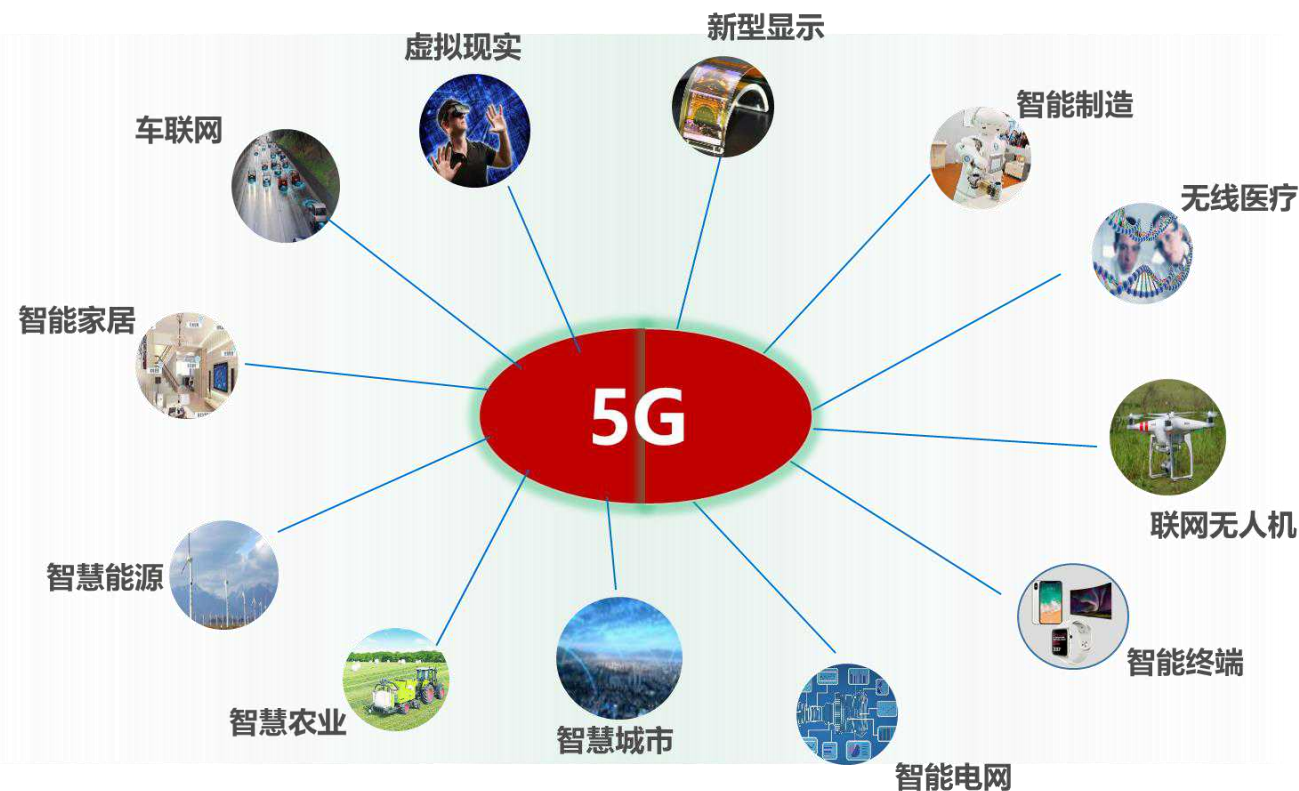 新型显示
虚拟现实
智能制造
车联网
无线医疗
智能家居
5G
联网无人机
智慧能源
智能终端
智慧农业
智慧城市
智能电网